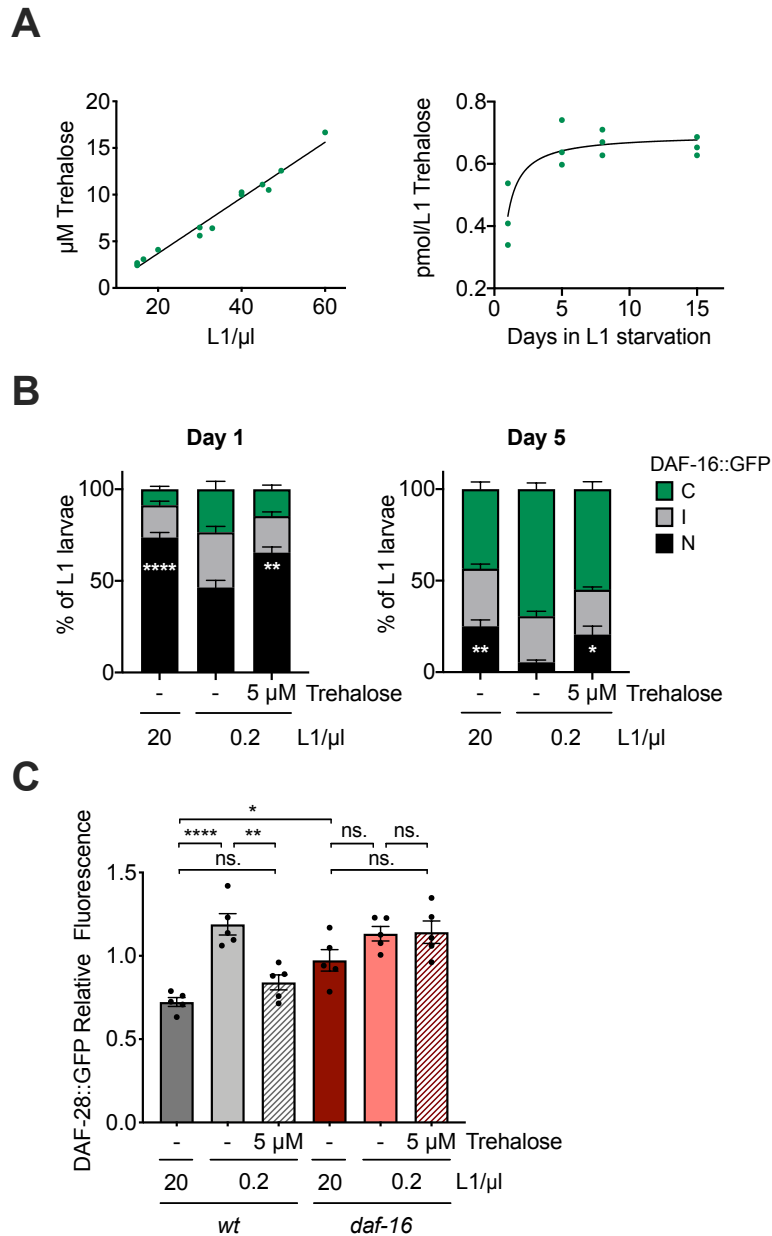 A
µM Trehalose
20
15
10
5
0
20 40 60
L1/µl
pmol/L1 Trehalose
0.8
0.6
0.4
0.2
0 5 10 15
Days in L1 starvation
B
Day 1
% of L1 larvae
100
50
0
****
**
- - 5 µM Trehalose
20 0.2 L1/µl
Day 5
% of L1 larvae
100
50
0
**
*
- - 5 µM Trehalose
20 0.2 L1/µl
DAF-16::GFP
C
I
N
C
DAF-28::GFP Relative Fluorescence
1.5
1.0
0.5
0.0
*
**** ** ns. ns.
ns. ns.
- - 5 µM - - 5 µM Trehalose
20 0.2 20 0.2 L1/µl
wt daf-16